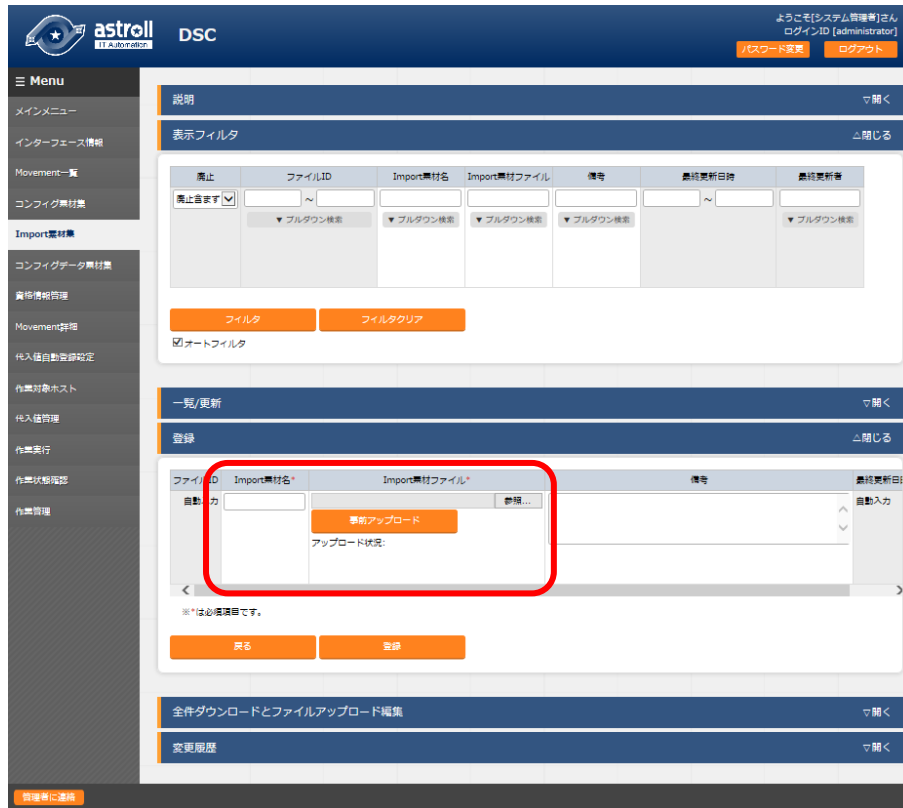 astroll
IT Automation
DSC
ようこそ[システム管理者]さん
ログインID [administrator]
パスワード変更 ログアウト
☰ Menu
メインメニュー
インターフェース情報
Movement一覧
コンフィグ素材集
Import素材集
コンフィグデータ素材集
資格情報管理
Movement詳細
代入値自動登録設定
作業対象ホスト
代入値管理
作業実行
作業状態確認
作業管理
説明 ▽開く
表示フィルタ △閉じる
廃止 ファイルID Import素材名 Import素材ファイル 備考 最終更新日時 最終更新者
廃止含ます ～ ～
▼ プルダウン検索 ▼ プルダウン検索 ▼ プルダウン検索 ▼ プルダウン検索 ▼ プルダウン検索
フィルタ フィルタクリア
オートフィルタ
一覧/更新 ▽開く
登録 △閉じる
ファイルID Import素材名* Import素材ファイル* 備考 最終更新日
自動入力 参照... 自動入力
事前アップロード
アップロード状況:
※*は必須項目です。
戻る 登録
全件ダウンロードとファイルアップロード編集 ▽開く
変更履歴 ▽開く
管理者に連絡